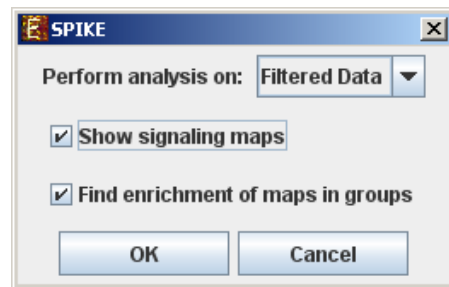 SPIKE
Perform analysis on: Filtered Data
Show signaling maps
Find enrichment of maps in groups
OK Cancel